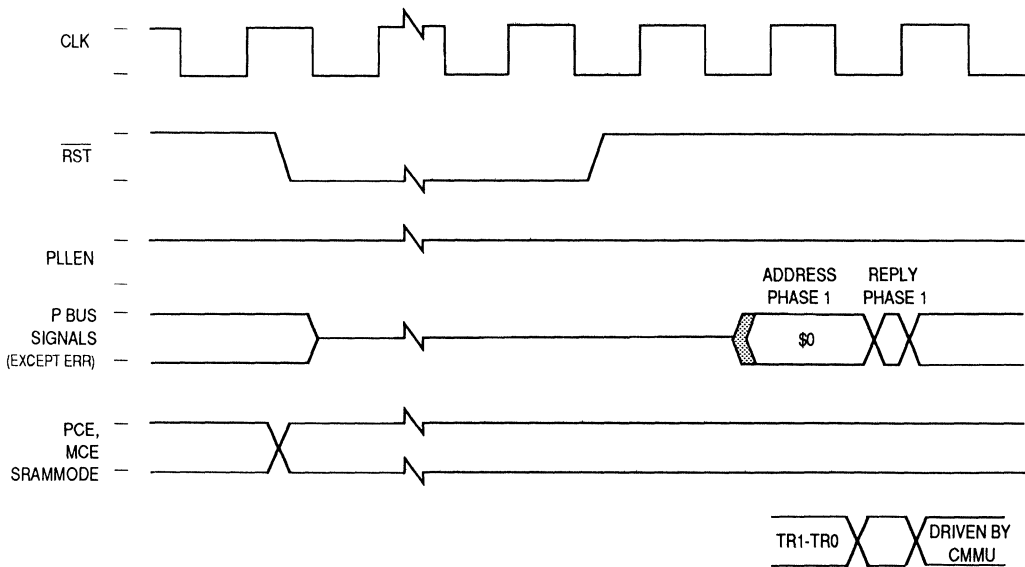 CLK
RST
PLLEN
ADDRESS
PHASE 1
REPLY
PHASE 1
P BUS
SIGNALS
(EXCEPT ERR)
$0
PCE,
MCE
SRAMMODE
TR1-TR0
DRIVEN BY
CMMU